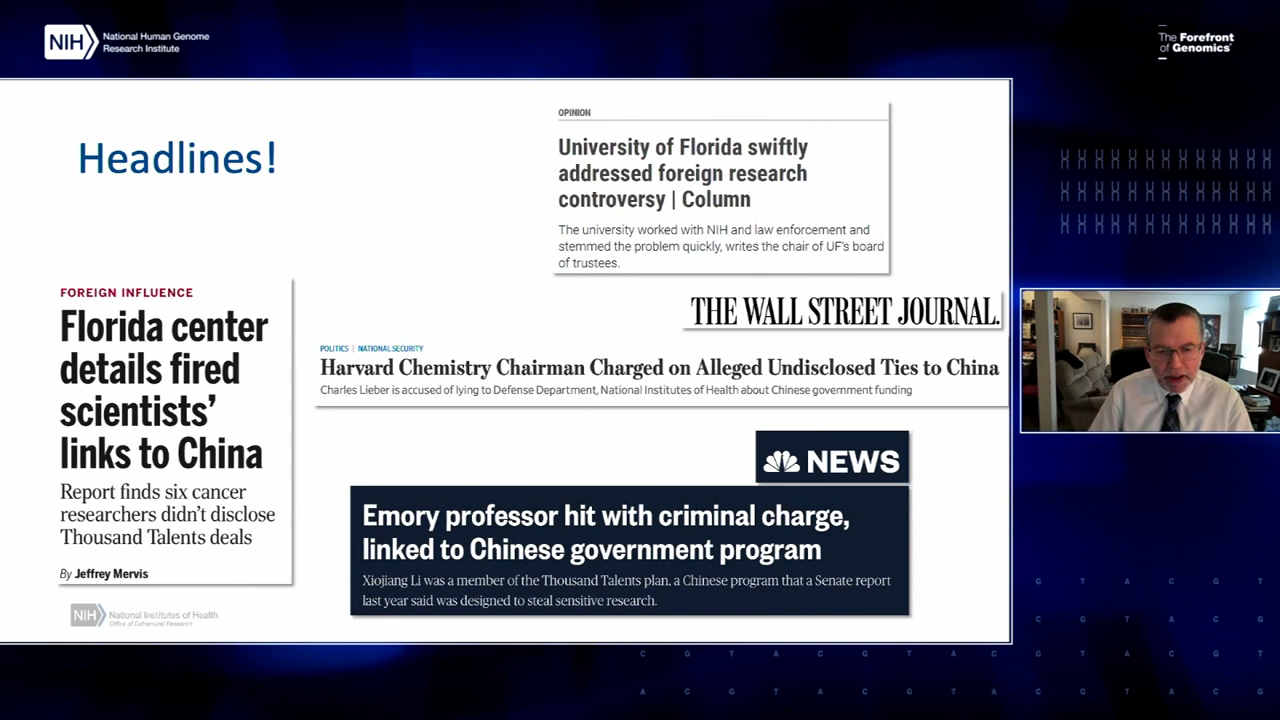 NIH
National Human Genome
Research Institute
The Forefront
of Genomics®
Headlines!
OPINION
University of Florida swiftly
addressed foreign research
controversy | Column
The university worked with NIH and law enforcement and
stemmed the problem quickly, writes the chair of UF's board
of trustees.
FOREIGN INFLUENCE
Florida center
details fired
scientists'
links to China
Report finds six cancer
researchers didn't disclose
Thousand Talents deals
By Jeffrey Mervis
THE WALL STREET JOURNAL.
POLITICS | NATIONAL SECURITY
Harvard Chemistry Chairman Charged on Alleged Undisclosed Ties to China
Charles Lieber is accused of lying to Defense Department, National Institutes of Health about Chinese government funding
NEWS
Emory professor hit with criminal charge,
linked to Chinese government program
Xiojiang Li was a member of the Thousand Talents plan, a Chinese program that a Senate report
last year said was designed to steal sensitive research.
NIH
National Institutes of Health
Office of Extramural Research
G T A C G T
G T A C G
C G T A C G T A C G T A C G T
A C G T A C G T A C G T A C G